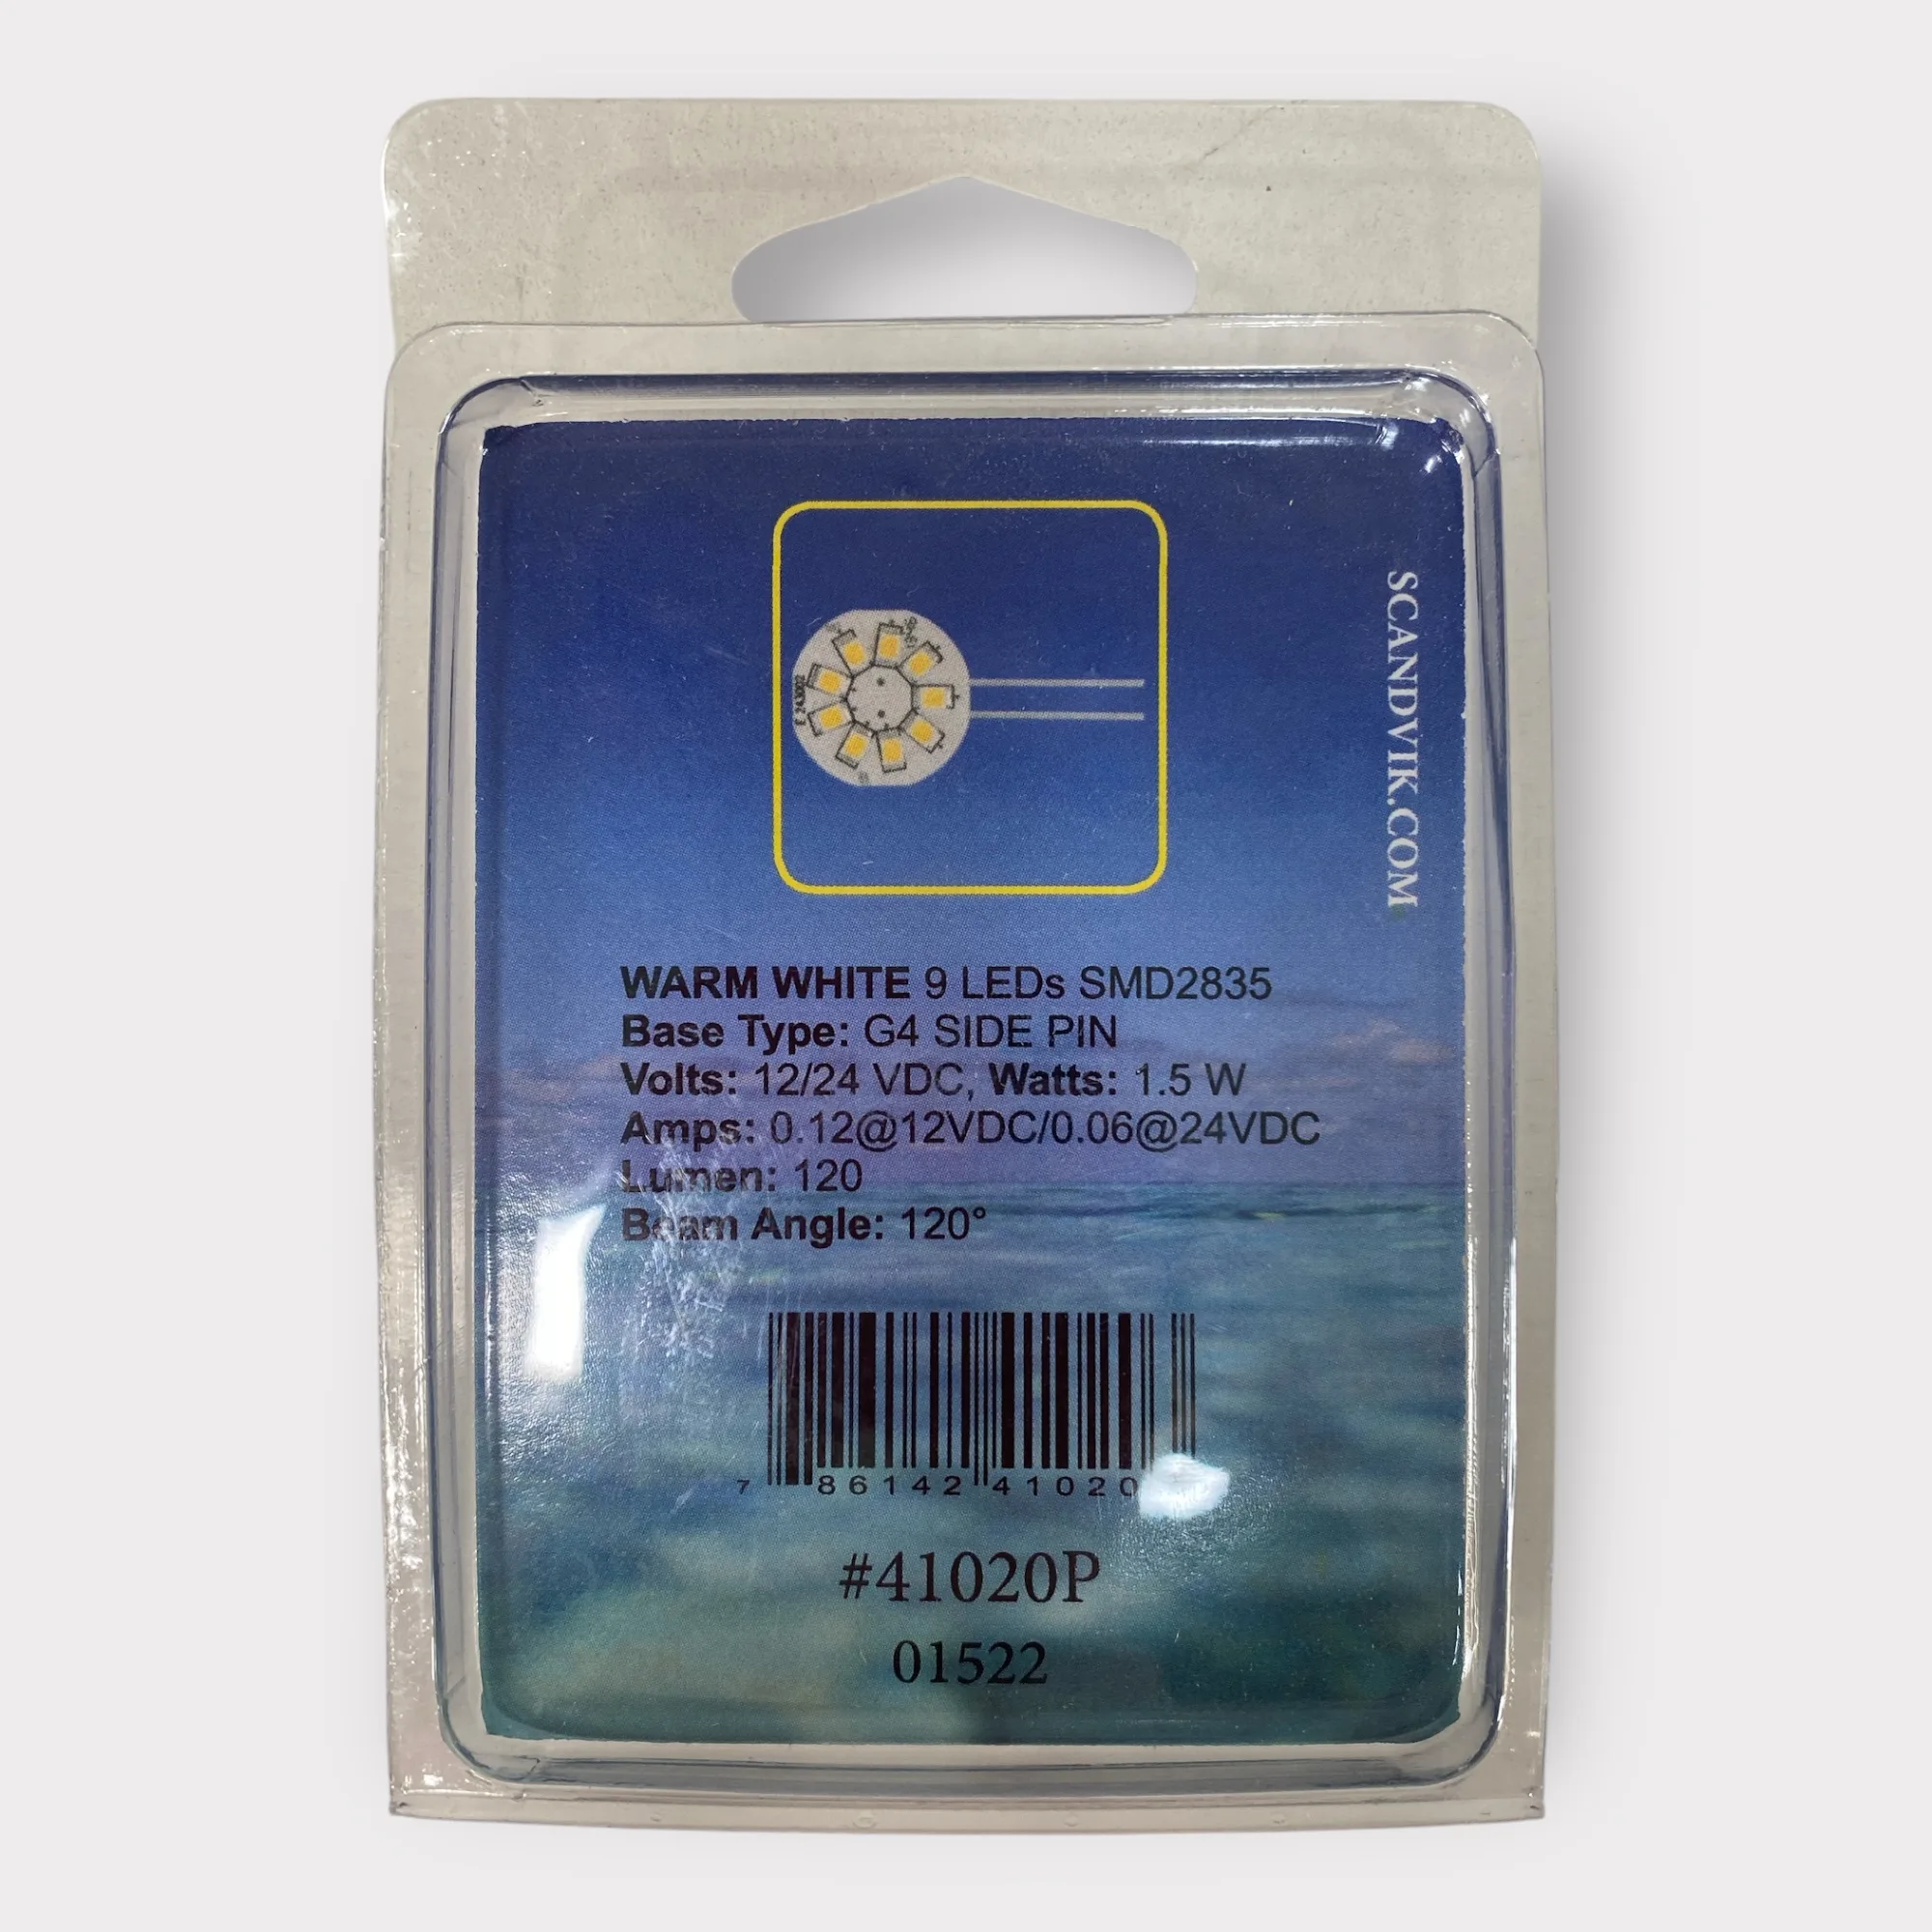 SCANDVIK.COM
WARM WHITE 9 LEDs SMD2835
Base Type: G4 SIDE PIN
Volts: 12/24 VDC, Watts: 1.5 W
Amps: 0.12@12VDC/0.06@24VDC
Lumen: 120
Beam Angle: 120°
7 86142 41020
#41020P
01522